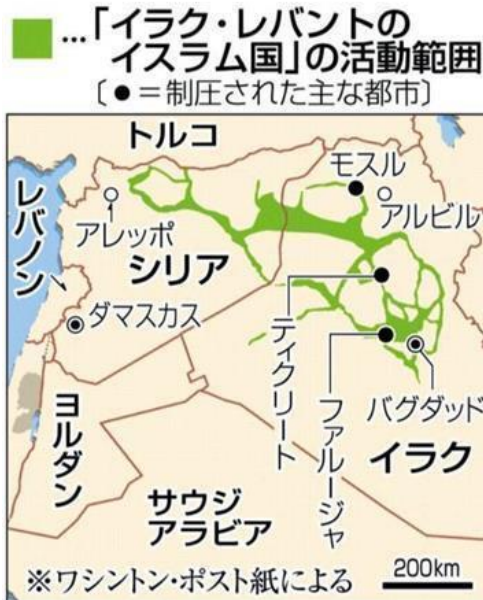 …「イラク・レバントの
イスラム国」の活動範囲
〔●=制圧された主な都市〕
トルコ
モスル
アルビル
レバノン
アレッポ
シリア
ダマスカス
ティクリート
ファルージャ
バグダッド
ヨルダン
イラク
サウジ
アラビア
※ワシントン・ポスト紙による
200km